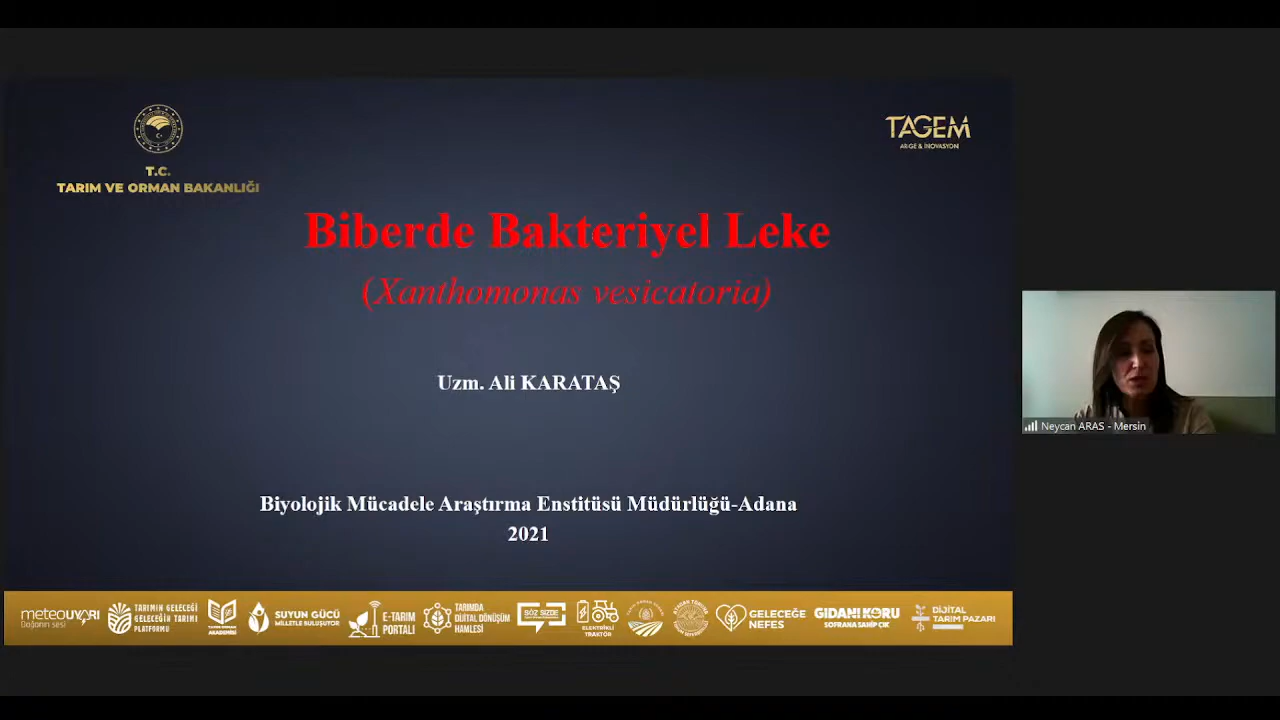 T.C.
TARIM VE ORMAN BAKANLIĞI
TAGEM
AR-GE & İNOVASYON
Biberde Bakteriyel Leke
(Xanthomonas vesicatoria)
Uzm. Ali KARATAŞ
Biyolojik Mücadele Araştırma Enstitüsü Müdürlüğü-Adana
2021
meteoUYARI
Doğanın sesi
TARIMIN GELECEĞİ
GELECEĞİN TARIMI
PLATFORMU
SUYUN GÜCÜ
MİLLETLE BULUŞUYOR
E-TARIM
PORTALI
TARIMDA
DİJİTAL DÖNÜŞÜM
HAMLESİ
SÖZ SİZDE
ELEKTRİKLİ
TRAKTÖR
GELECEĞE
NEFES
GIDANI KORU
SOFRANA SAHİP ÇIK
DİJİTAL
TARIM PAZARI
Neycan ARAS - Mersin